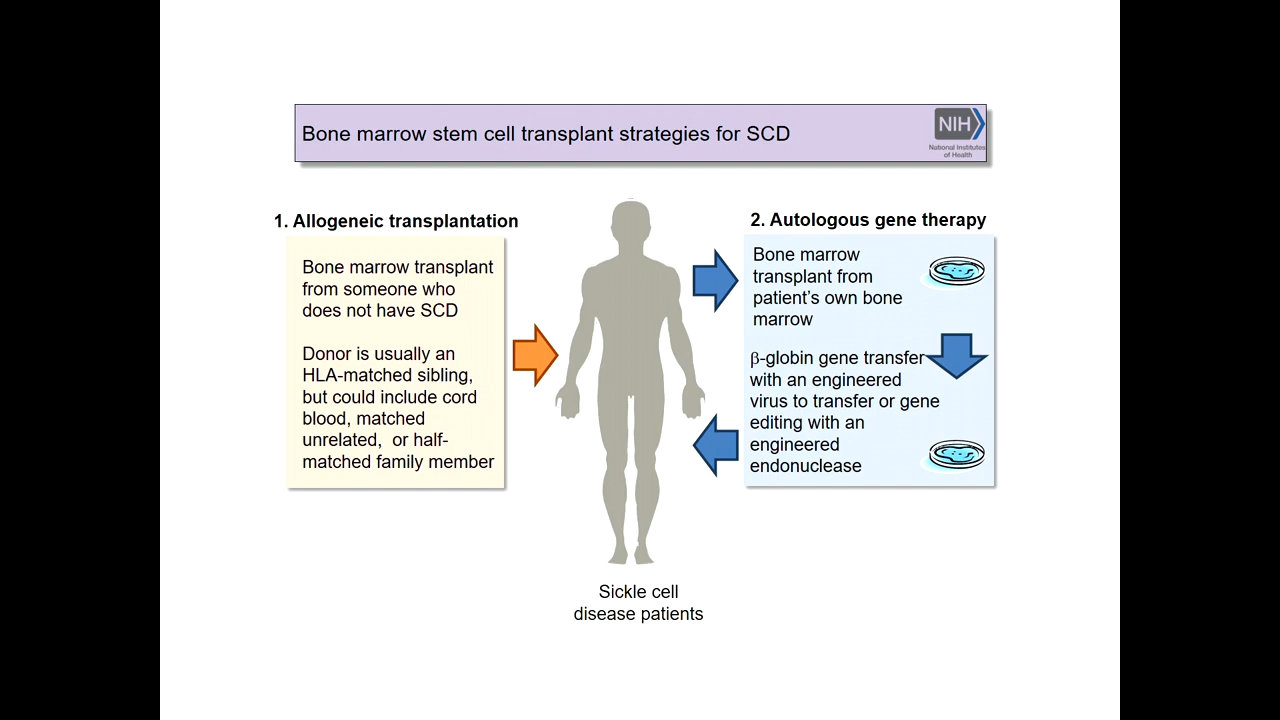 Bone marrow stem cell transplant strategies for SCD
NIH
National Institutes
of Health
1. Allogeneic transplantation
Bone marrow transplant
from someone who
does not have SCD
Donor is usually an
HLA-matched sibling,
but could include cord
blood, matched
unrelated,  or half-
matched family member
2. Autologous gene therapy
Bone marrow
transplant from
patient's own bone
marrow
β-globin gene transfer
with an engineered
virus to transfer or gene
editing with an
engineered
endonuclease
Sickle cell
disease patients